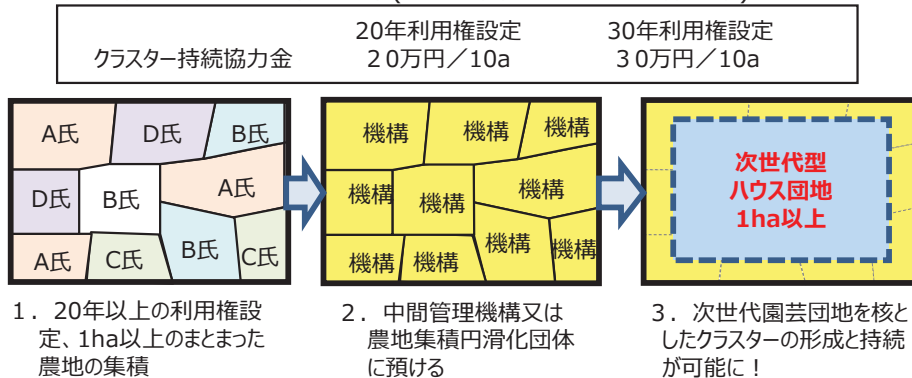 20年利用権設定 30年利用権設定
クラスター持続協力金 20万円／10a 30万円／10a
A氏 D氏 B氏
D氏 B氏 A氏
A氏 C氏 B氏 C氏
機構 機構 機構
機構 機構 機構
機構 機構 機構 機構
次世代型
ハウス団地
1ha以上
1．20年以上の利用権設
定、1ha以上のまとまった
農地の集積
2．中間管理機構又は
農地集積円滑化団体
に預ける
3．次世代園芸団地を核と
したクラスターの形成と持続
が可能に！